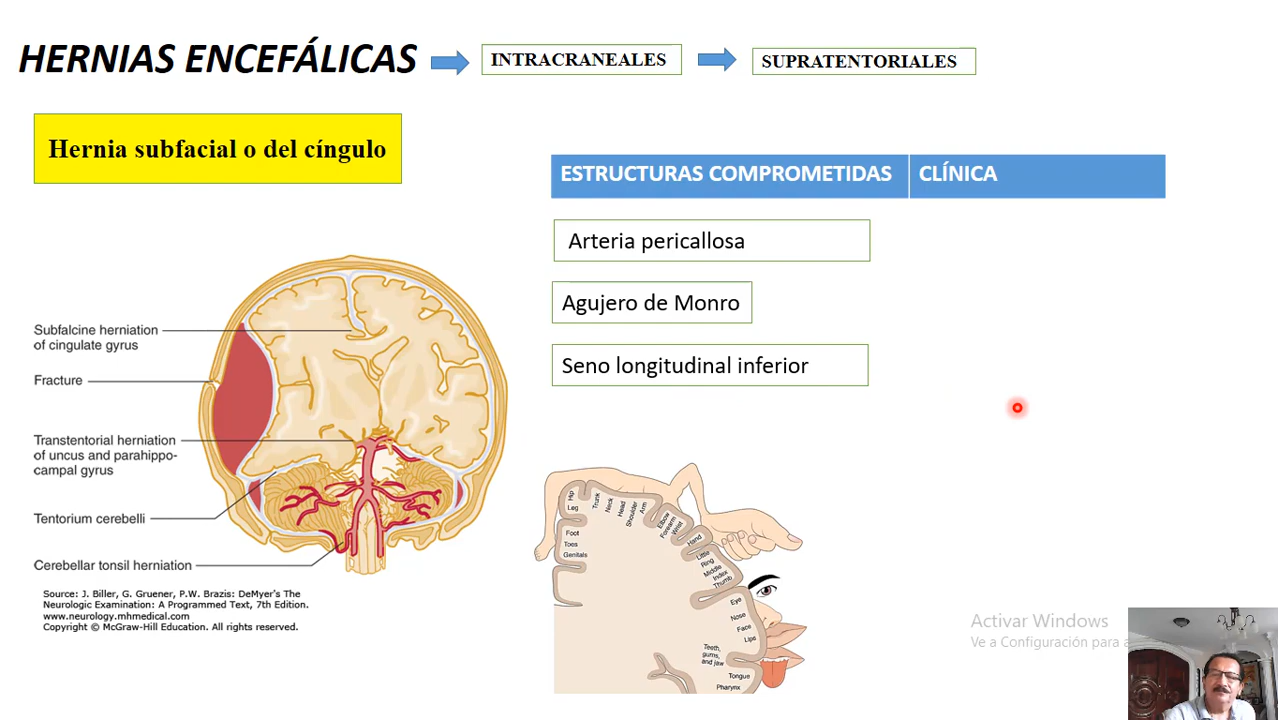 HERNIAS ENCEFÁLICAS
INTRACRANEALES
SUPRATENTORIALES
Hernia subfacial o del cíngulo
ESTRUCTURAS COMPROMETIDAS
CLÍNICA
Arteria pericallosa
Agujero de Monro
Seno longitudinal inferior
Subfalcine herniation
of cingulate gyrus
Fracture
Transtentorial herniation
of uncus and parahippo-
campal gyrus
Tentorium cerebelli
Cerebellar tonsil herniation
Source: J. Biller, G. Gruener, P.W. Brazis: DeMyer's The
Neurologic Examination: A Programmed Text, 7th Edition.
www.neurology.mhmedical.com
Copyright © McGraw-Hill Education. All rights reserved.
Hip
Leg
Trunk
Neck
Head
Shoulder
Arm
Elbow
Forearm
Wrist
Hand
Little
Ring
Middle
Index
Thumb
Foot
Toes
Genitals
Eye
Nose
Face
Lips
Teeth,
gums,
and jaw
Tongue
Pharynx
Activar Windows
Ve a Configuración para a